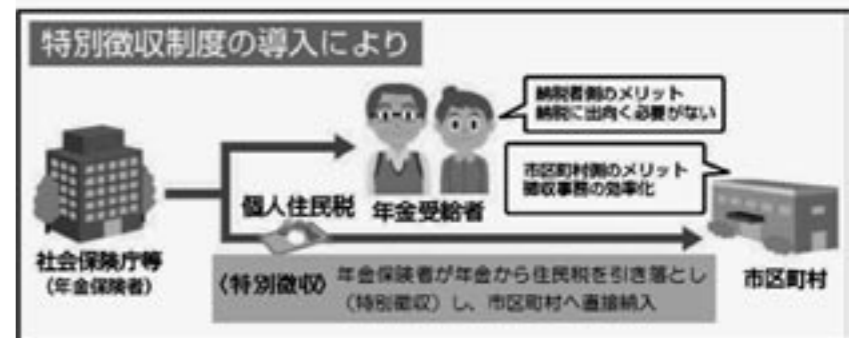 特別徴収制度の導入により
納税者側のメリット
納税に出向く必要がない
市区町村側のメリット
徴収事務の効率化
個人住民税
年金受給者
社会保険庁等
(年金保険者)
市区町村
〈特別徴収〉
年金保険者が年金から住民税を引き落とし
(特別徴収)し、市区町村へ直接納入